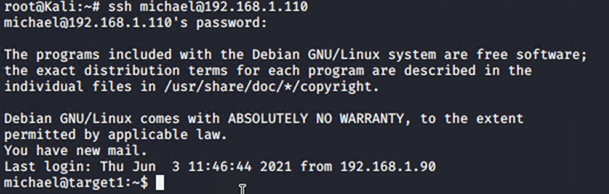 root@Kali:~# ssh michael@192.168.1.110
michael@192.168.1.110's password:
The programs included with the Debian GNU/Linux system are free software;
the exact distribution terms for each program are described in the
individual files in /usr/share/doc/*/copyright.
Debian GNU/Linux comes with ABSOLUTELY NO WARRANTY, to the extent
permitted by applicable law.
You have new mail.
Last login: Thu Jun  3 11:46:44 2021 from 192.168.1.90
michael@target1:~$